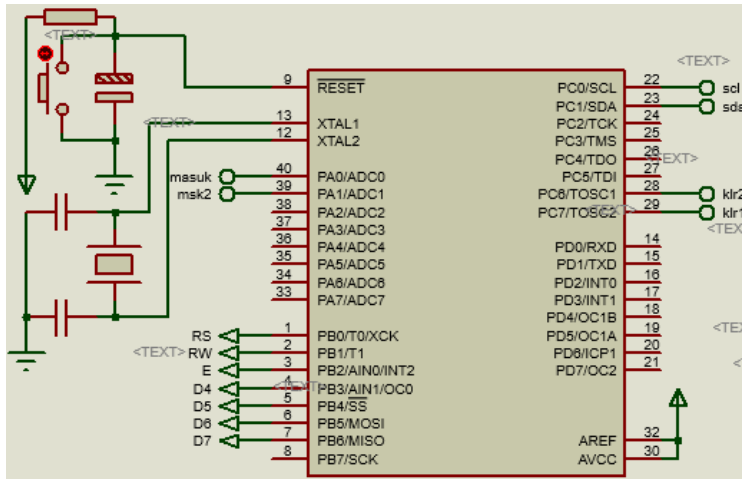 <TEXT>
<TEXT>
9 RESET PC0/SCL 22 scl
PC1/SDA 23 sda
13 XTAL1 PC2/TCK 24
<TEXT>
12 XTAL2 PC3/TMS 25
PC4/TDO 26 <TEXT>
masuk 40 PA0/ADC0 PC5/TDI 27
msk2 39 PA1/ADC1 PC6/TOSC1 28 klr2
38 PA2/ADC2 PC7/TOSC2 29 klr1
<TEXT>
<TEXT>
37 PA3/ADC3
36 PA4/ADC4 PD0/RXD 14
35 PA5/ADC5 PD1/TXD 15
34 PA6/ADC6 PD2/INT0 16
33 PA7/ADC7 PD3/INT1 17
PD4/OC1B 18
RS 1 PB0/T0/XCK PD5/OC1A 19
<TEXT> RW 2 PB1/T1 PD6/ICP1 20
E 3 PB2/AIN0/INT2 PD7/OC2 21
D4 4 <TEXT> PB3/AIN1/OC0
D5 5 PB4/SS
D6 6 PB5/MOSI
D7 7 PB6/MISO AREF 32
8 PB7/SCK AVCC 30